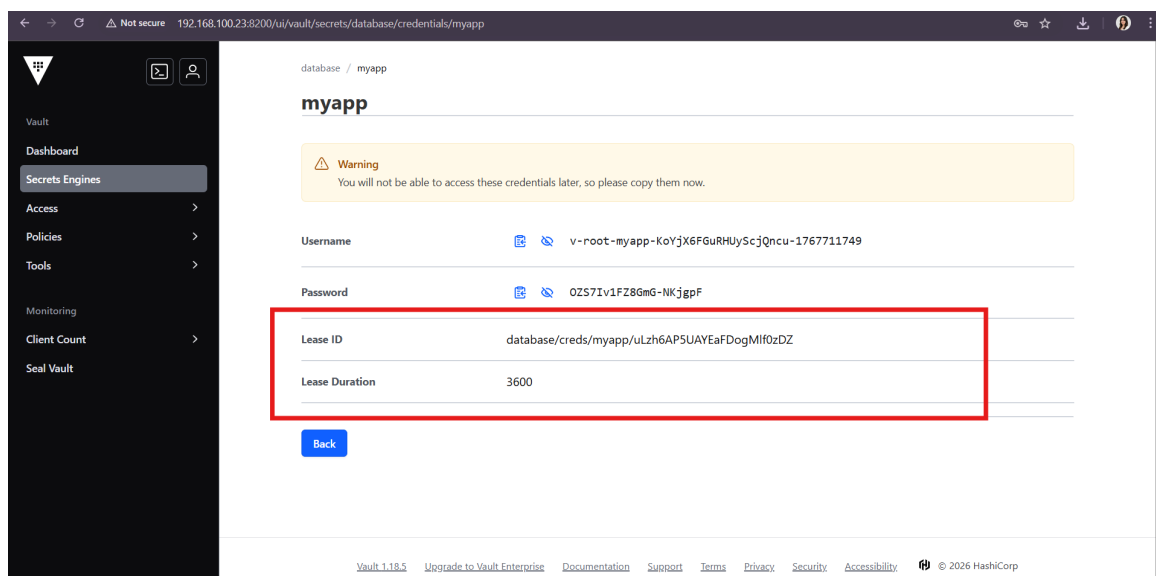 Not secure 192.168.100.23:8200/ui/vault/secrets/database/credentials/myapp
database / myapp
myapp
Vault
Dashboard
Secrets Engines
Access
Policies
Tools
Monitoring
Client Count
Seal Vault
Warning
You will not be able to access these credentials later, so please copy them now.
Username v-root-myapp-KoYjX6FGuRHUyScjQncu-1767711749
Password OZS7Iv1FZ8GmG-NKjgpF
Lease ID database/creds/myapp/uLzh6AP5UAYEaFDogMlf0zDZ
Lease Duration 3600
Back
Vault 1.18.5 Upgrade to Vault Enterprise Documentation Support Terms Privacy Security Accessibility © 2026 HashiCorp